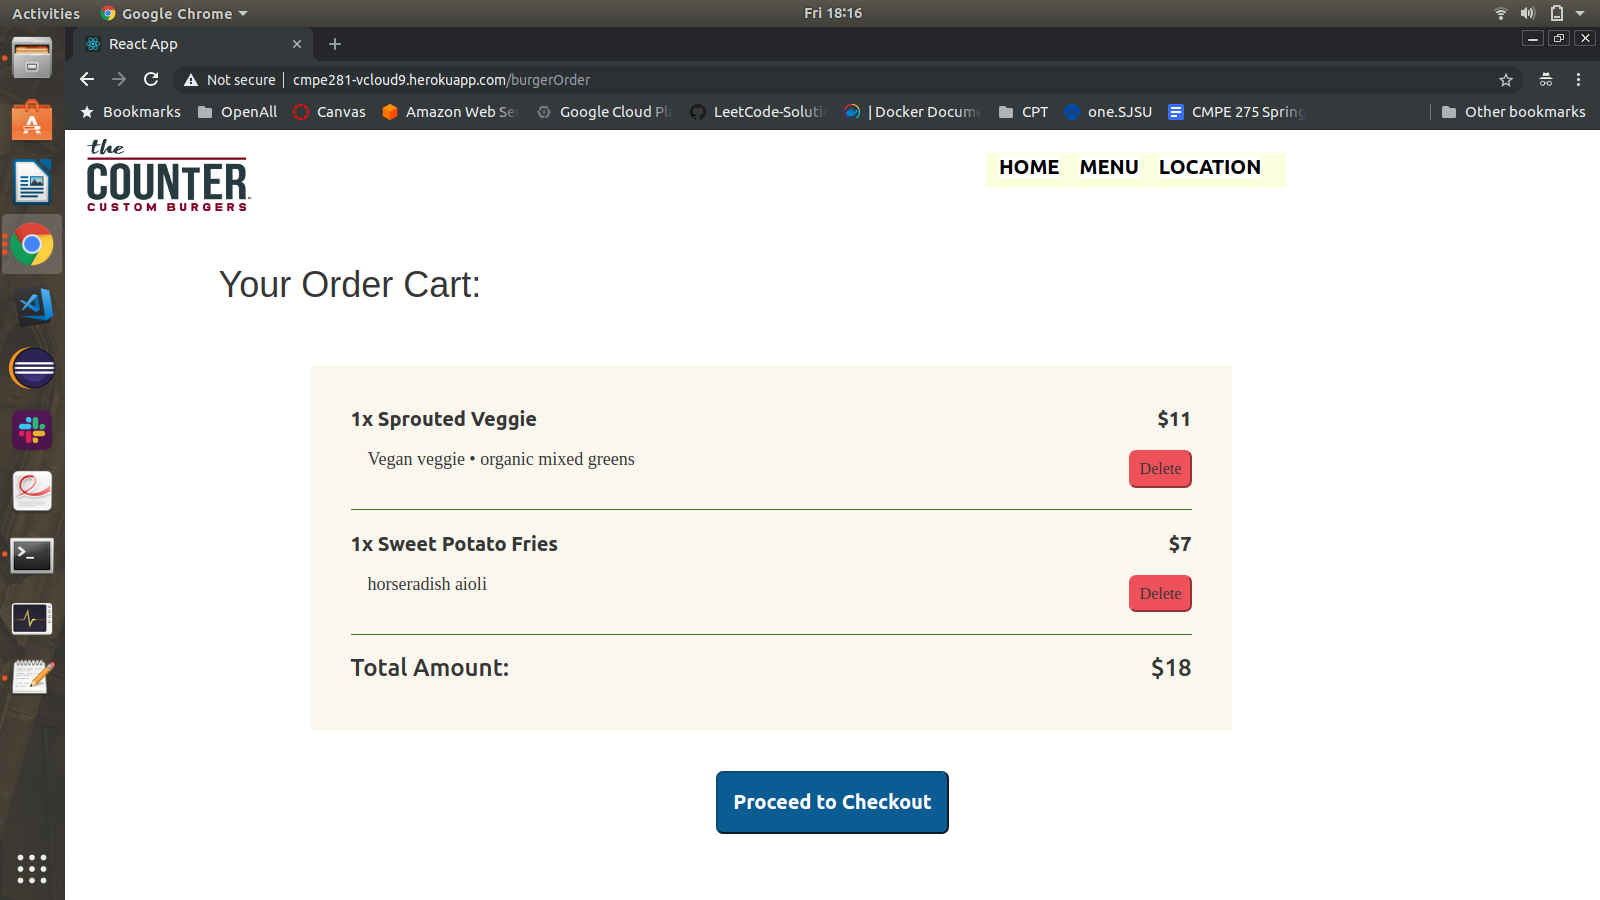 Activities
Google Chrome
Fri 18:16
React App
Not secure
cmpe281-vcloud9.herokuapp.com/burgerOrder
Bookmarks
OpenAll
Canvas
Amazon Web Se
Google Cloud Pla
LeetCode-Soluti
| Docker Docume
CPT
one.SJSU
CMPE 275 Spring
Other bookmarks
the
COUNTER
CUSTOM BURGERS
HOME MENU LOCATION
Your Order Cart:
1x Sprouted Veggie $11
Vegan veggie • organic mixed greens
Delete
1x Sweet Potato Fries $7
horseradish aioli
Delete
Total Amount: $18
Proceed to Checkout